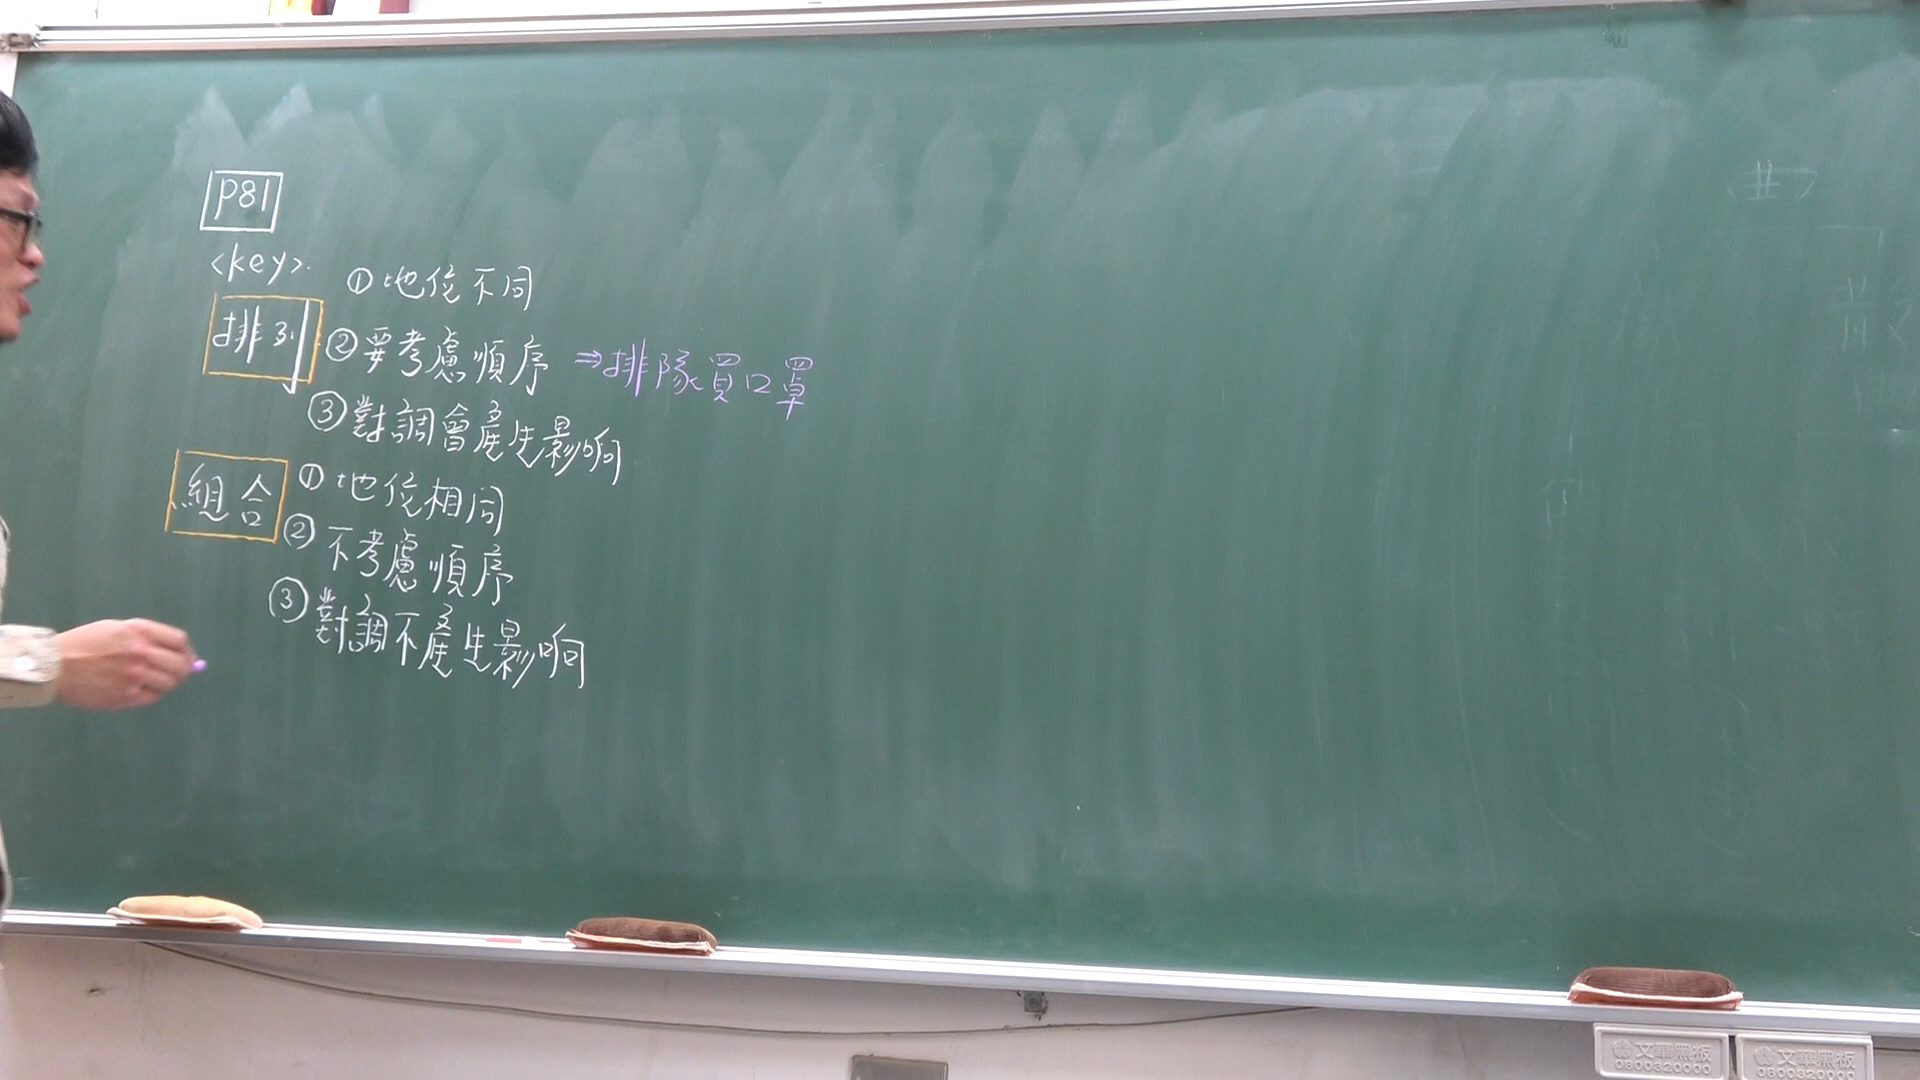 P81
<key>.
排列 ①地位不同
②要考慮順序 ⇒排隊買口罩
③對調會產生影响
組合 ①地位相同
②不考慮順序
③對調不產生影响
文華黑板 文華黑板
0800320000 0800320000